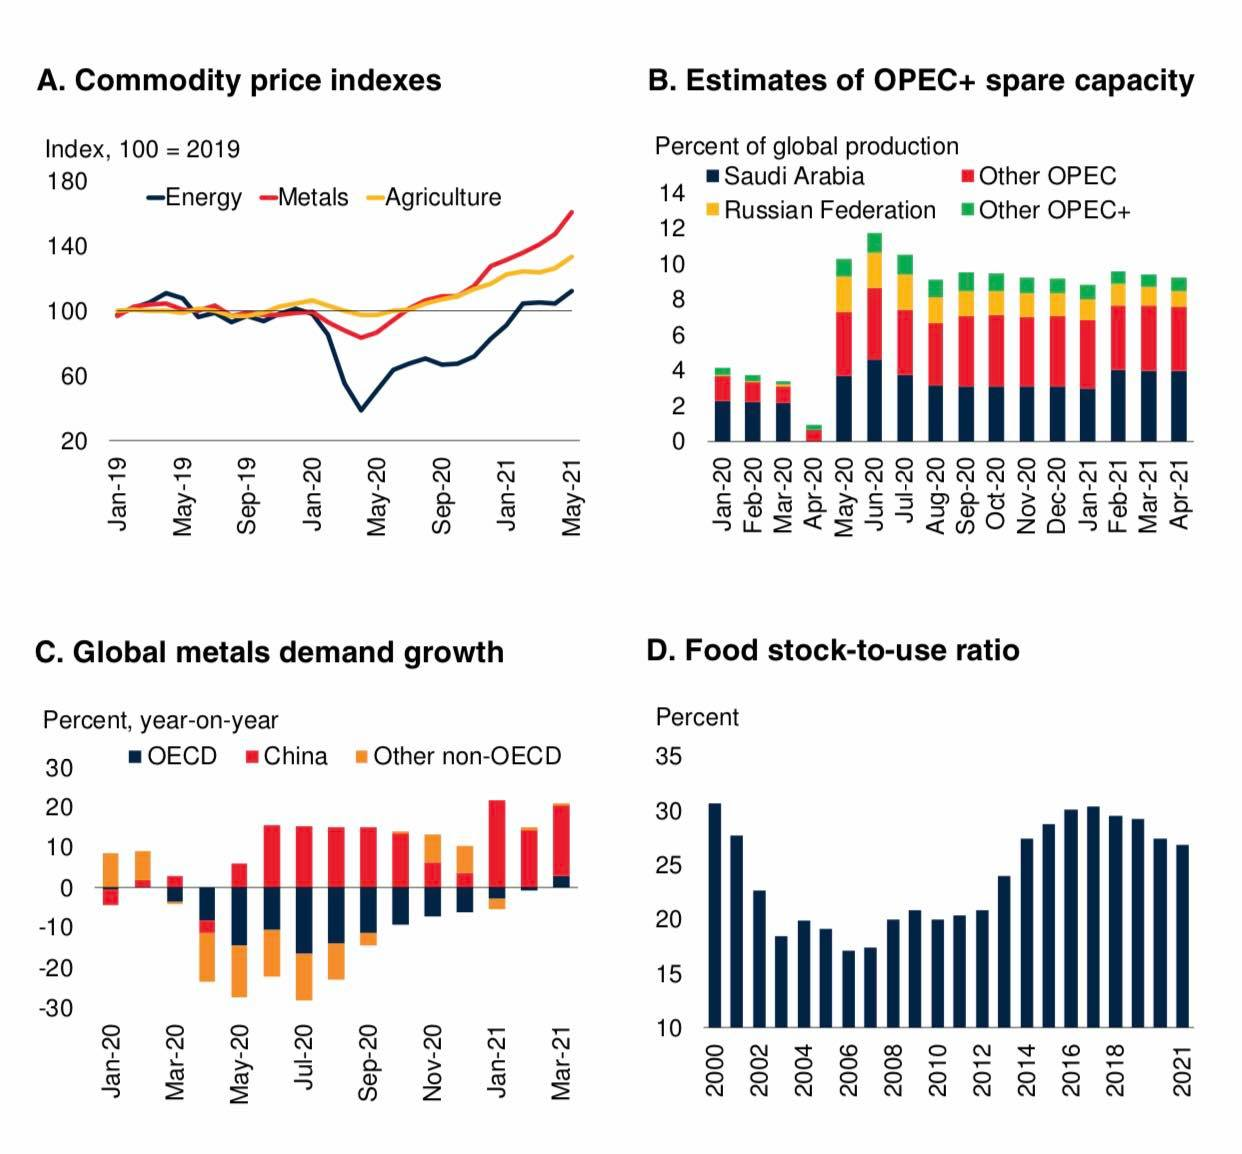 A. Commodity price indexes
Index, 100 = 2019
180
Energy Metals Agriculture
140
100
60
20
Jan-19 May-19 Sep-19 Jan-20 May-20 Sep-20 Jan-21 May-21
B. Estimates of OPEC+ spare capacity
Percent of global production
Saudi Arabia Other OPEC
14
Russian Federation Other OPEC+
12
10
8
6
4
2
0
Jan-20 Feb-20 Mar-20 Apr-20 May-20 Jun-20 Jul-20 Aug-20 Sep-20 Oct-20 Nov-20 Dec-20 Jan-21 Feb-21 Mar-21 Apr-21
C. Global metals demand growth
Percent, year-on-year
OECD China Other non-OECD
30
20
10
0
-10
-20
-30
Jan-20 Mar-20 May-20 Jul-20 Sep-20 Nov-20 Jan-21 Mar-21
D. Food stock-to-use ratio
Percent
35
30
25
20
15
10
2000 2002 2004 2006 2008 2010 2012 2014 2016 2018 2021